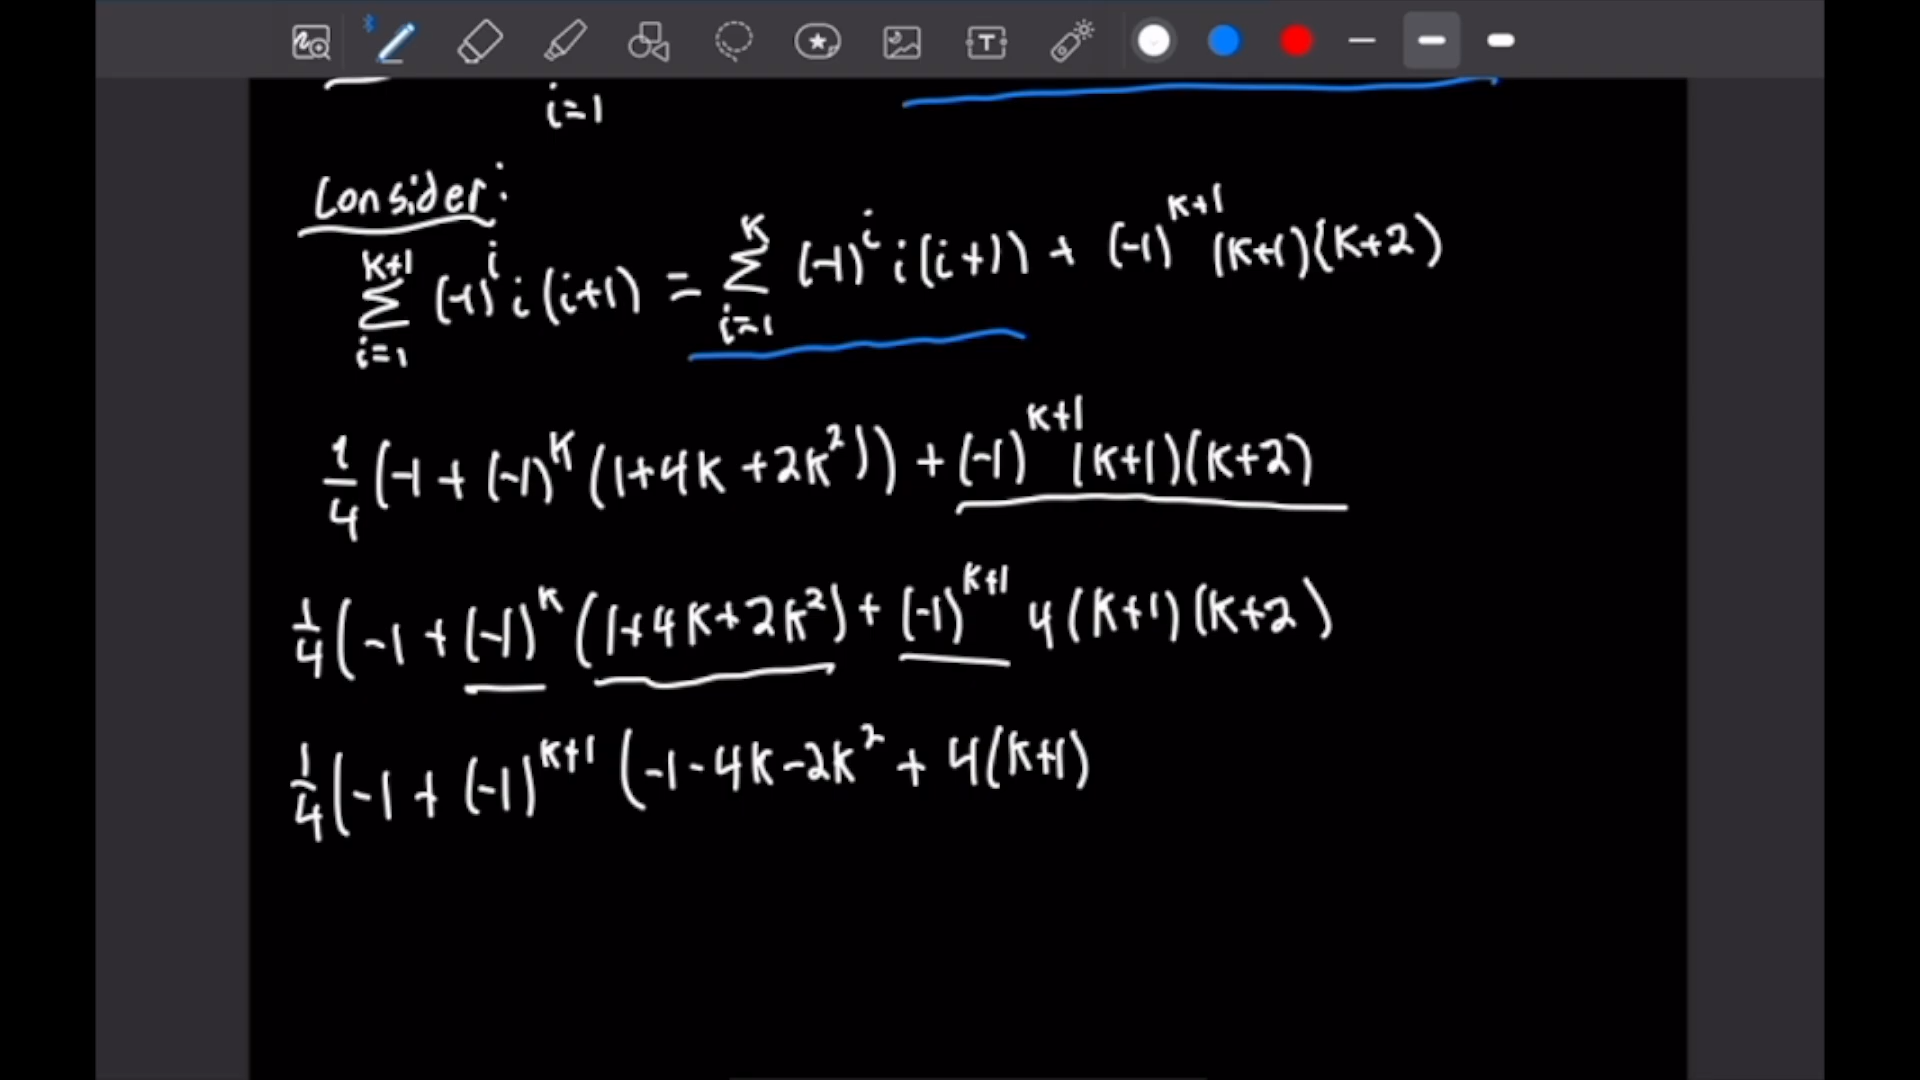 i=1
Consider:
∑_{i=1}^{k+1} (-1)^i i(i+1) = ∑_{i=1}^{k} (-1)^i i(i+1) + (-1)^{k+1} (k+1)(k+2)
1/4 (-1 + (-1)^k (1+4k+2k^2)) + (-1)^{k+1} (k+1)(k+2)
1/4 (-1 + (-1)^k (1+4k+2k^2) + (-1)^{k+1} 4(k+1)(k+2)
1/4 (-1 + (-1)^{k+1} (-1-4k-2k^2 + 4(k+1)